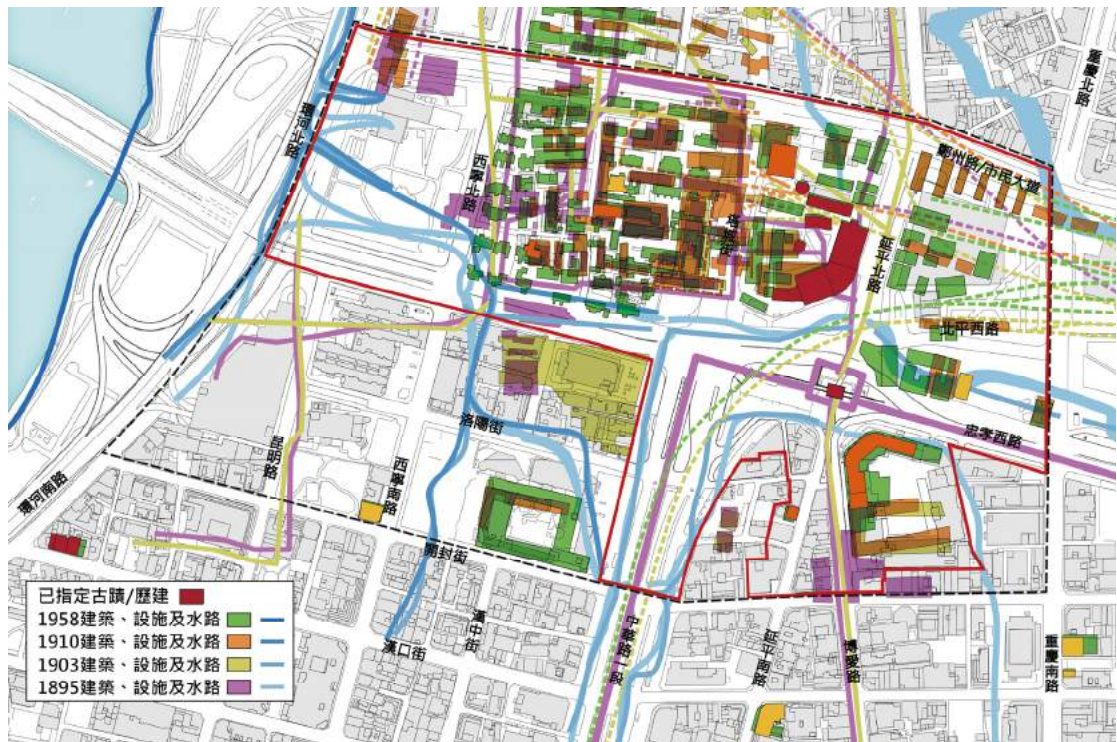 重慶北路
環河北路
鄭州路/市民大道
西寧北路
塔城街
延平北路
北平西路
洛陽街
忠孝西路
昆明路
西寧南路
環河南路
開封街
漢中街
漢口街
中華路一段
延平南路
博愛路
重慶南路
已指定古蹟/歷建
1958建築、設施及水路
1910建築、設施及水路
1903建築、設施及水路
1895建築、設施及水路